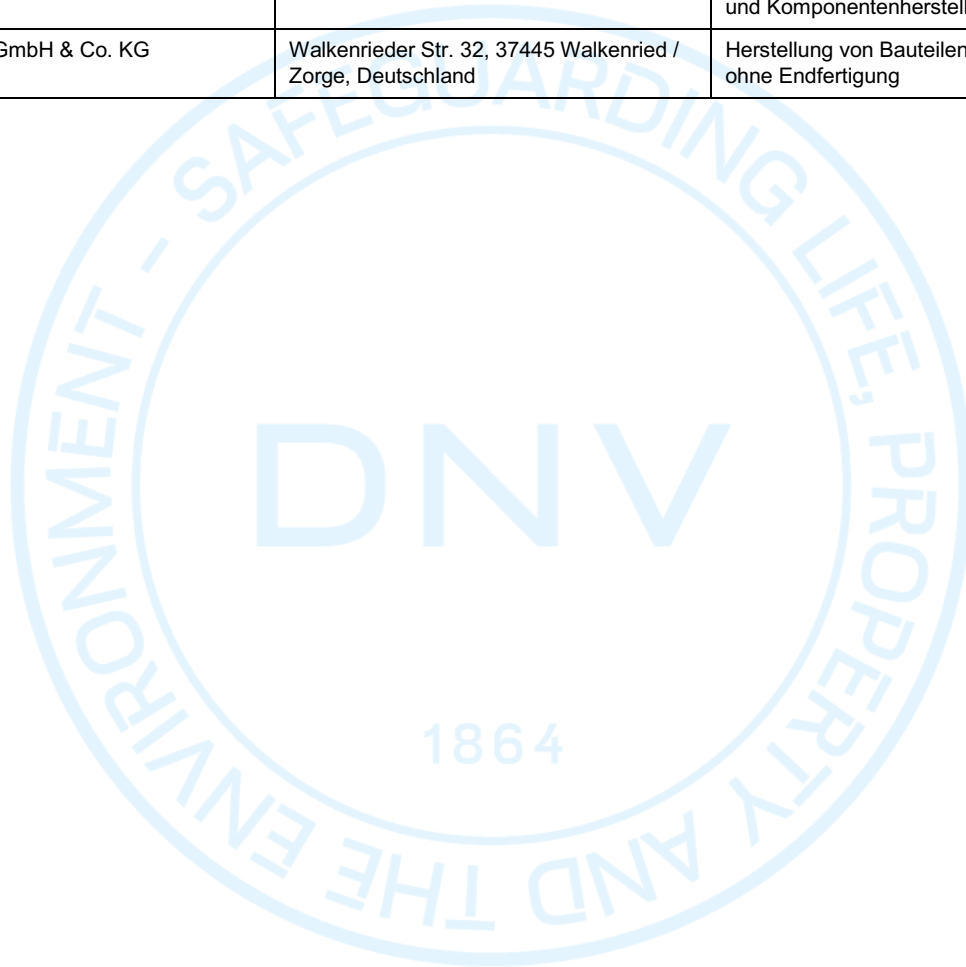 und Komponentenherstell
GmbH & Co. KG
Walkenrieder Str. 32, 37445 Walkenried /
Zorge, Deutschland
Herstellung von Bauteilen
ohne Endfertigung
SAFEGUARDING LIFE, PROPERTY AND THE ENVIRONMENT -
DNV
1864